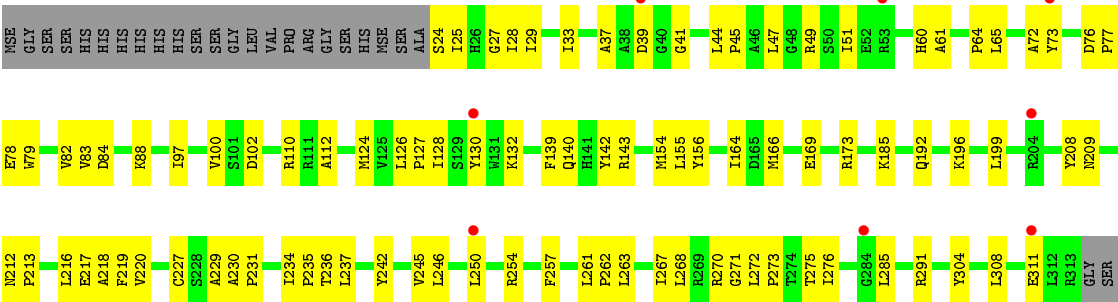 MSE GLY SER SER HIS HIS HIS HIS HIS HIS SER SER GLY LEU VAL PRO ARG GLY SER HIS MSE SER ALA S24 I25 H26 G27 I28 I29 I33 A37 A38 D39 G40 G41 L44 P45 A46 L47 G48 R49 S50 I51 E52 R53 H60 A61 P64 L65 A72 Y73 D76 P77
E78 W79 V82 V83 D84 K88 I97 V100 S101 D102 R110 R111 A112 M124 V125 L126 P127 I128 S129 Y130 W131 K132 F139 Q140 H141 Y142 R143 M154 L155 Y156 I164 D165 M166 E169 R173 K185 Q192 K196 L199 R204 Y208 N209
N212 P213 L216 E217 A218 F219 V220 C227 S228 A229 A230 P231 I234 P235 T236 L237 Y242 V245 L246 L250 R254 F257 L261 P262 L263 I267 L268 R269 R270 G271 L272 P273 T274 T275 I276 G284 L285 R291 Y304 L308 E311 L312 R313 GLY SER